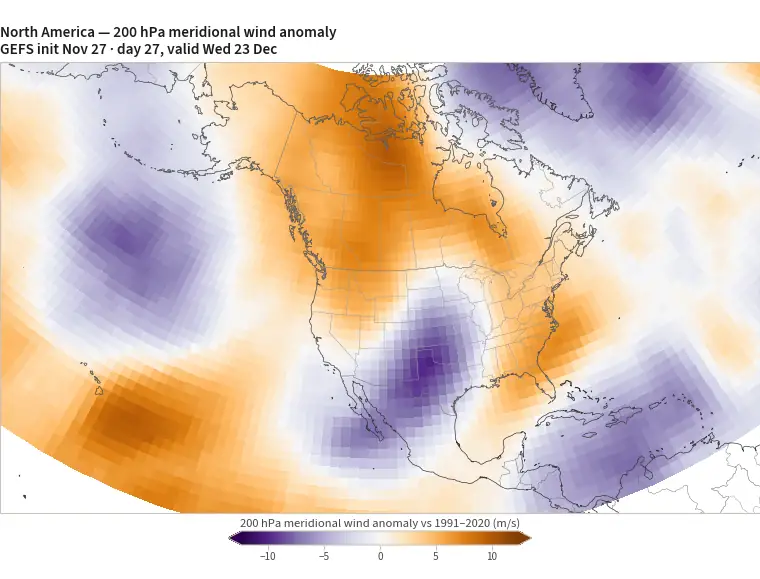 North America — 200 hPa meridional wind anomaly
GEFS init Nov 27 · day 27, valid Wed 23 Dec
200 hPa meridional wind anomaly vs 1991–2020 (m/s)
−10 −5 0 5 10